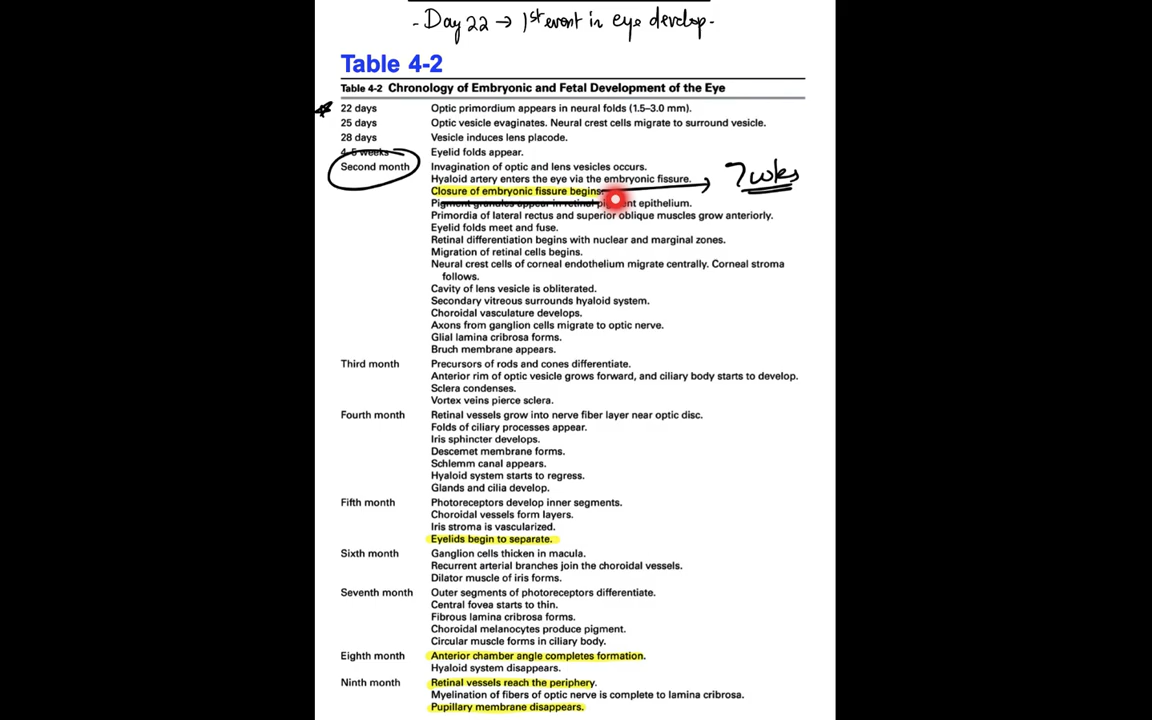 - Day 22 → 1st event in eye develop -
Table 4-2
Table 4-2 Chronology of Embryonic and Fetal Development of the Eye
22 days Optic primordium appears in neural folds (1.5–3.0 mm).
25 days Optic vesicle evaginates. Neural crest cells migrate to surround vesicle.
28 days Vesicle induces lens placode.
4-5 weeks Eyelid folds appear.
Second month Invagination of optic and lens vesicles occurs.
Hyaloid artery enters the eye via the embryonic fissure.
Closure of embryonic fissure begins → 7 wks
Pigment granules appear in retinal pigment epithelium.
Primordia of lateral rectus and superior oblique muscles grow anteriorly.
Eyelid folds meet and fuse.
Retinal differentiation begins with nuclear and marginal zones.
Migration of retinal cells begins.
Neural crest cells of corneal endothelium migrate centrally. Corneal stroma
follows.
Cavity of lens vesicle is obliterated.
Secondary vitreous surrounds hyaloid system.
Choroidal vasculature develops.
Axons from ganglion cells migrate to optic nerve.
Glial lamina cribrosa forms.
Bruch membrane appears.
Third month Precursors of rods and cones differentiate.
Anterior rim of optic vesicle grows forward, and ciliary body starts to develop.
Sclera condenses.
Vortex veins pierce sclera.
Fourth month Retinal vessels grow into nerve fiber layer near optic disc.
Folds of ciliary processes appear.
Iris sphincter develops.
Descemet membrane forms.
Schlemm canal appears.
Hyaloid system starts to regress.
Glands and cilia develop.
Fifth month Photoreceptors develop inner segments.
Choroidal vessels form layers.
Iris stroma is vascularized.
Eyelids begin to separate.
Sixth month Ganglion cells thicken in macula.
Recurrent arterial branches join the choroidal vessels.
Dilator muscle of iris forms.
Seventh month Outer segments of photoreceptors differentiate.
Central fovea starts to thin.
Fibrous lamina cribrosa forms.
Choroidal melanocytes produce pigment.
Circular muscle forms in ciliary body.
Eighth month Anterior chamber angle completes formation.
Hyaloid system disappears.
Ninth month Retinal vessels reach the periphery.
Myelination of fibers of optic nerve is complete to lamina cribrosa.
Pupillary membrane disappears.